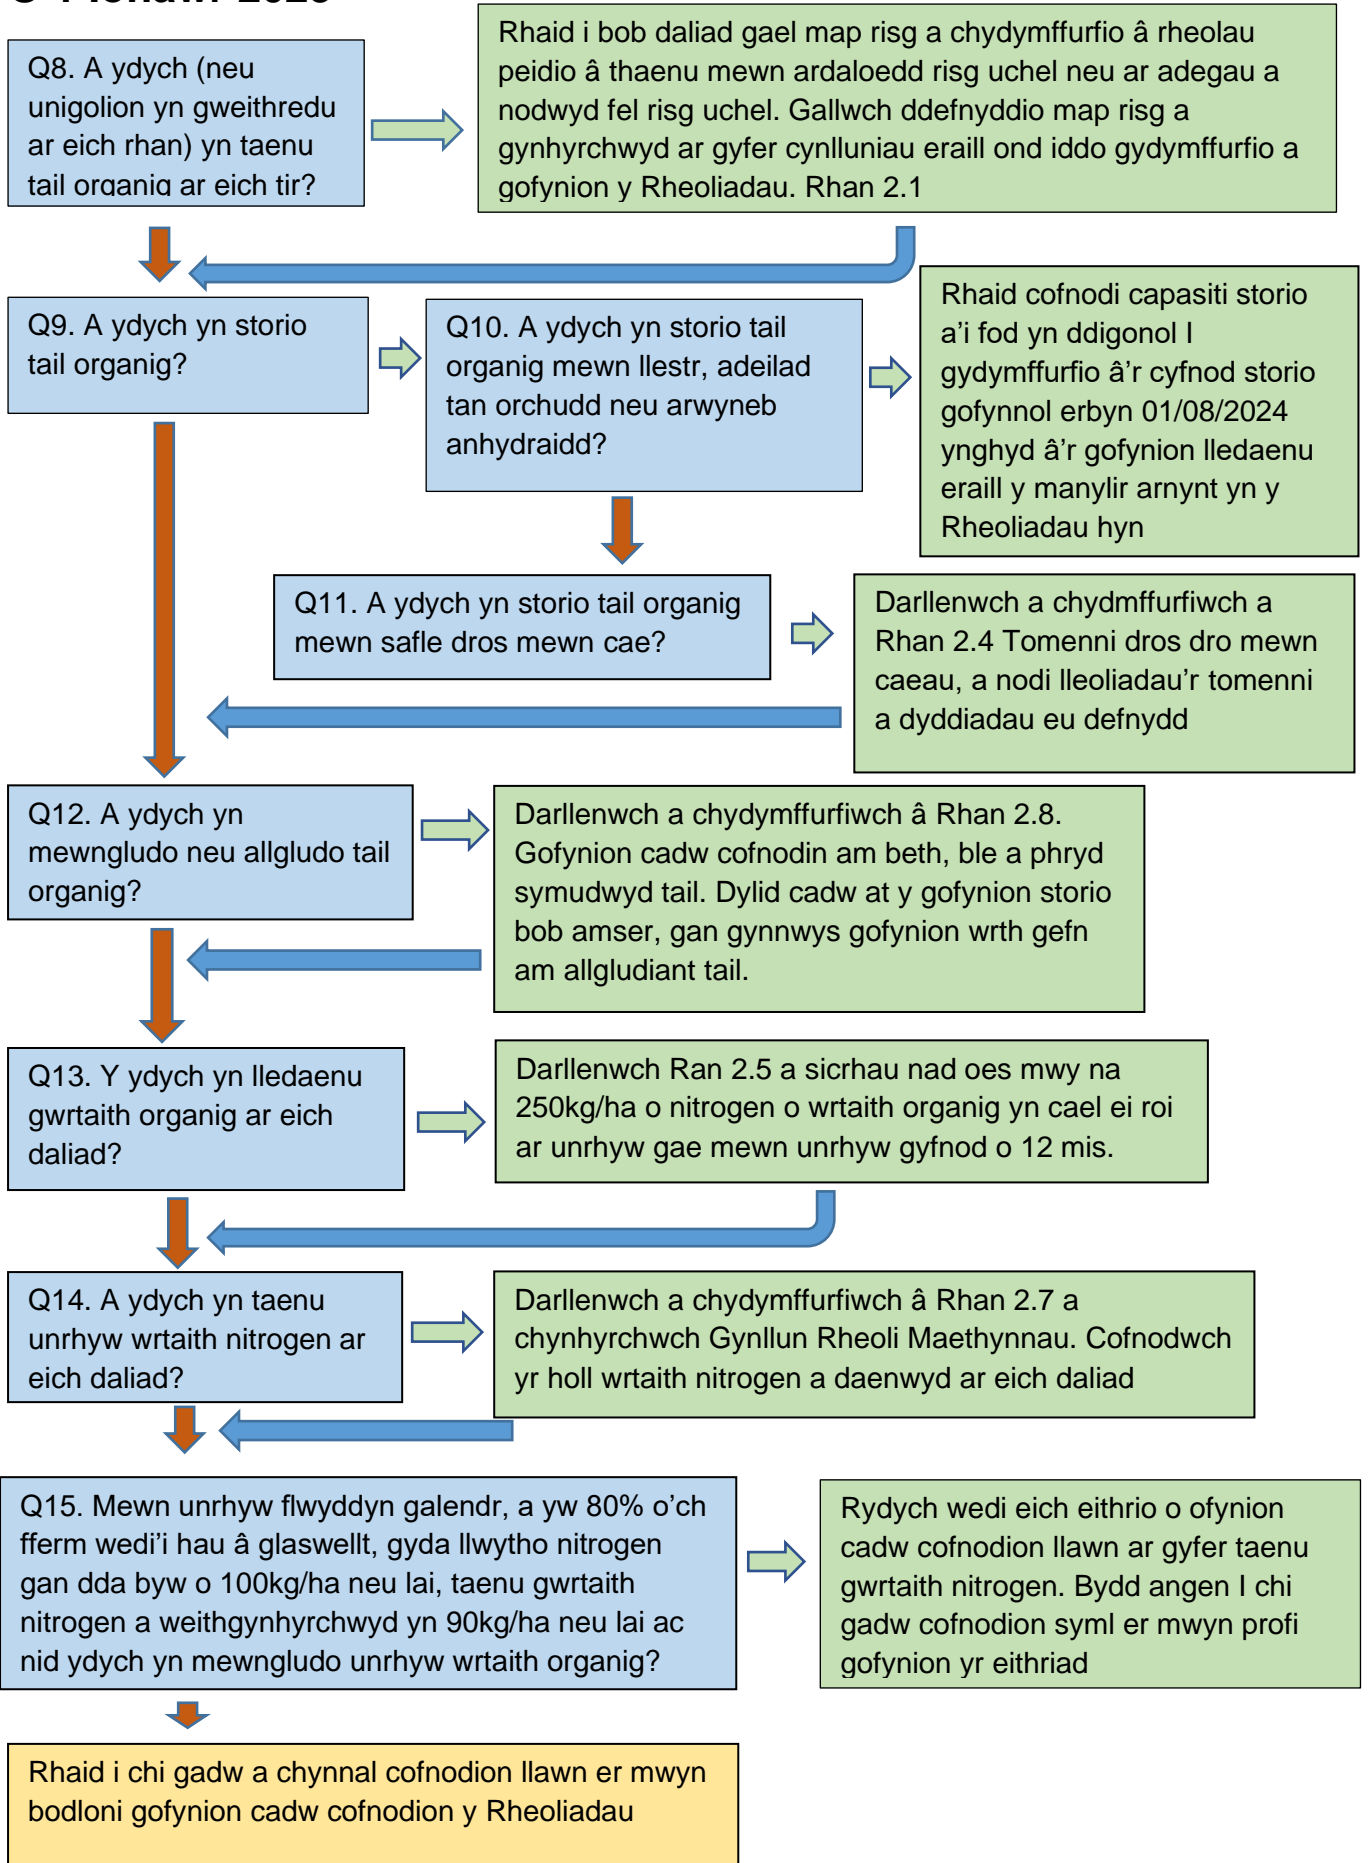 Q8. A ydych (neu
unigolion yn gweithredu
ar eich rhan) yn taenu
tail organig ar eich tir?
Rhaid i bob daliad gael map risg a chydymffurfio â rheolau
peidio â thaenu mewn ardaloedd risg uchel neu ar adegau a
nodwyd fel risg uchel. Gallwch ddefnyddio map risg a
gynhyrchwyd ar gyfer cynlluniau eraill ond iddo gydymffurfio a
gofynion y Rheoliadau. Rhan 2.1
Q9. A ydych yn storio
tail organig?
Q10. A ydych yn storio tail
organig mewn llestr, adeilad
tan orchudd neu arwyneb
anhydraidd?
Rhaid cofnodi capasiti storio
a'i fod yn ddigonol I
gydymffurfio â'r cyfnod storio
gofynnol erbyn 01/08/2024
ynghyd â'r gofynion lledaenu
eraill y manylir arnynt yn y
Rheoliadau hyn
Q11. A ydych yn storio tail organig
mewn safle dros mewn cae?
Darllenwch a chydmffurfiwch a
Rhan 2.4 Tomenni dros dro mewn
caeau, a nodi lleoliadau'r tomenni
a dyddiadau eu defnydd
Q12. A ydych yn
mewngludo neu allgludo tail
organig?
Darllenwch a chydymffurfiwch â Rhan 2.8.
Gofynion cadw cofnodin am beth, ble a phryd
symudwyd tail. Dylid cadw at y gofynion storio
bob amser, gan gynnwys gofynion wrth gefn
am allgludiant tail.
Q13. Y ydych yn lledaenu
gwrtaith organig ar eich
daliad?
Darllenwch Ran 2.5 a sicrhau nad oes mwy na
250kg/ha o nitrogen o wrtaith organig yn cael ei roi
ar unrhyw gae mewn unrhyw gyfnod o 12 mis.
Q14. A ydych yn taenu
unrhyw wrtaith nitrogen ar
eich daliad?
Darllenwch a chydymffurfiwch â Rhan 2.7 a
chynhyrchwch Gynllun Rheoli Maethynnau. Cofnodwch
yr holl wrtaith nitrogen a daenwyd ar eich daliad
Q15. Mewn unrhyw flwyddyn galendr, a yw 80% o'ch
fferm wedi'i hau â glaswellt, gyda llwytho nitrogen
gan dda byw o 100kg/ha neu lai, taenu gwrtaith
nitrogen a weithgynhyrchwyd yn 90kg/ha neu lai ac
nid ydych yn mewngludo unrhyw wrtaith organig?
Rydych wedi eich eithrio o ofynion
cadw cofnodion llawn ar gyfer taenu
gwrtaith nitrogen. Bydd angen I chi
gadw cofnodion syml er mwyn profi
gofynion yr eithriad
Rhaid i chi gadw a chynnal cofnodion llawn er mwyn
bodloni gofynion cadw cofnodion y Rheoliadau